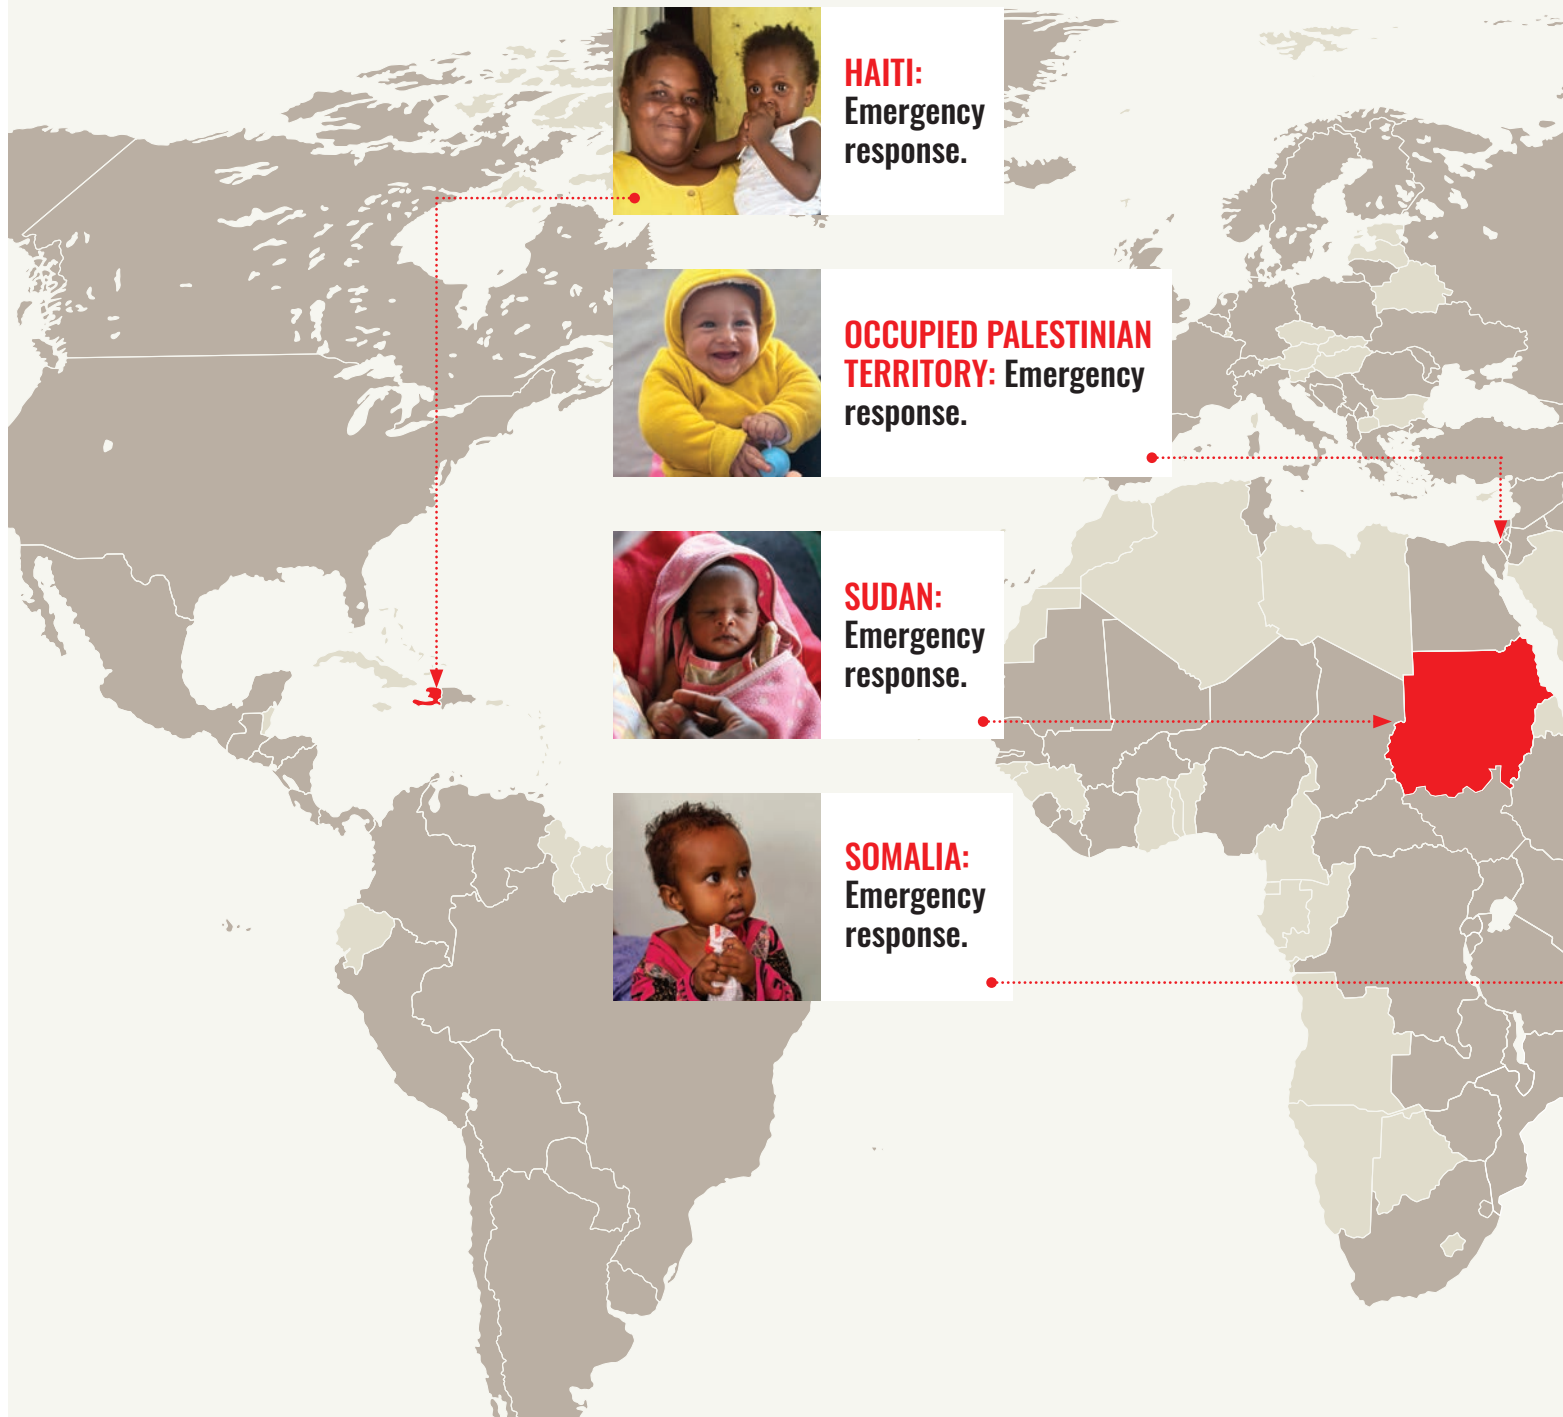 HAITI:
Emergency
response.
OCCUPIED PALESTINIAN
TERRITORY: Emergency
response.
SUDAN:
Emergency
response.
SOMALIA:
Emergency
response.